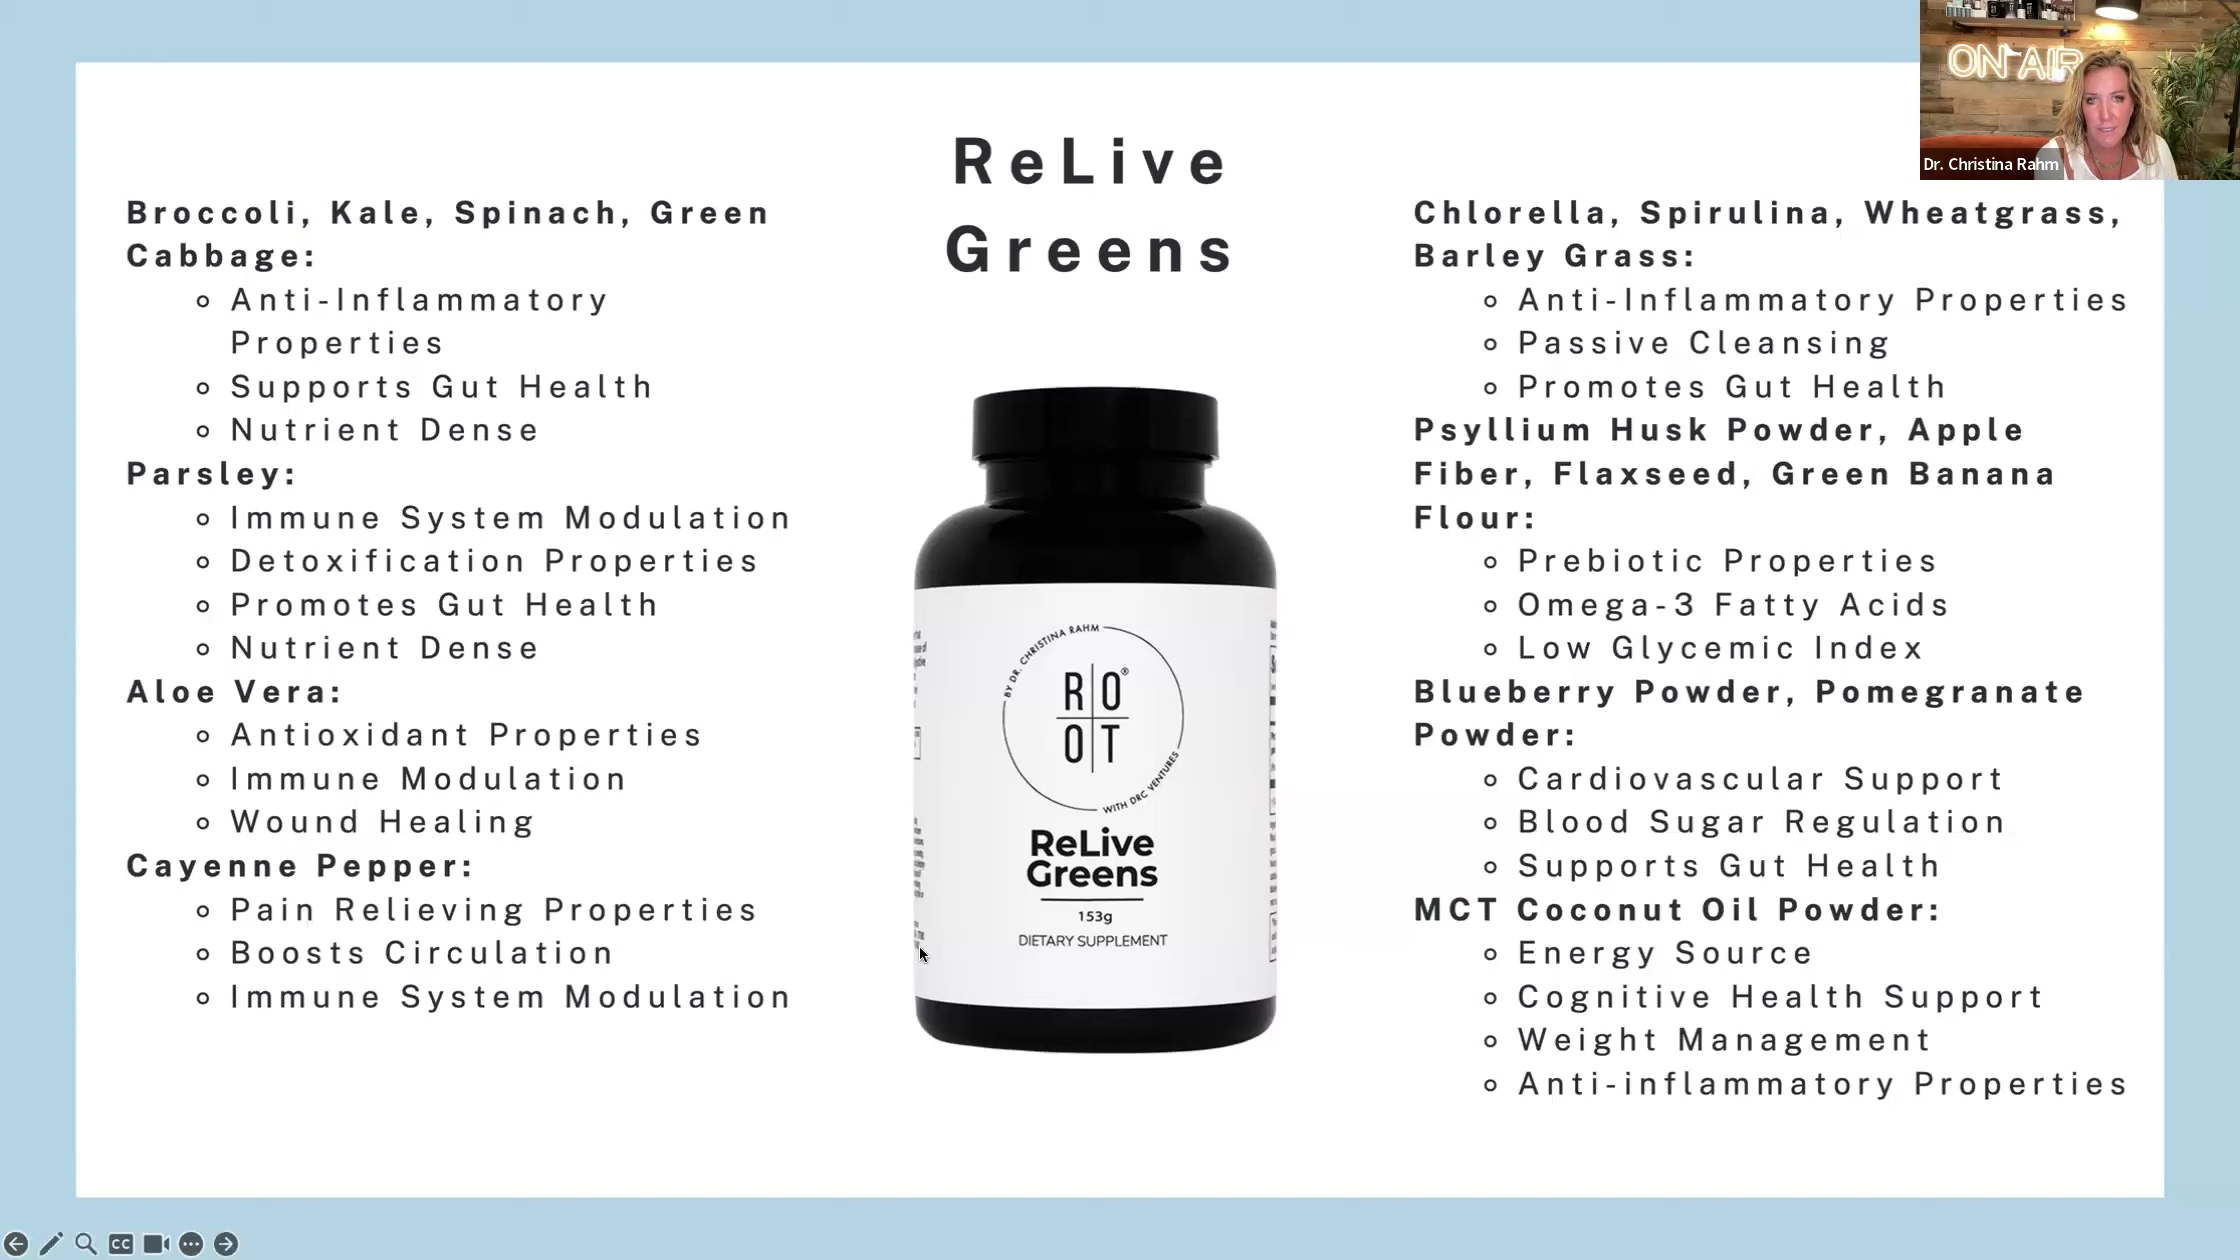 ReLive
Greens
Broccoli, Kale, Spinach, Green
Cabbage:
Anti-Inflammatory
Properties
Supports Gut Health
Nutrient Dense
Parsley:
Immune System Modulation
Detoxification Properties
Promotes Gut Health
Nutrient Dense
Aloe Vera:
Antioxidant Properties
Immune Modulation
Wound Healing
Cayenne Pepper:
Pain Relieving Properties
Boosts Circulation
Immune System Modulation
BY DR. CHRISTINA RAHM
RO®
OT
WITH DRC VENTURES
ReLive
Greens
153g
DIETARY SUPPLEMENT
Chlorella, Spirulina, Wheatgrass,
Barley Grass:
Anti-Inflammatory Properties
Passive Cleansing
Promotes Gut Health
Psyllium Husk Powder, Apple
Fiber, Flaxseed, Green Banana
Flour:
Prebiotic Properties
Omega-3 Fatty Acids
Low Glycemic Index
Blueberry Powder, Pomegranate
Powder:
Cardiovascular Support
Blood Sugar Regulation
Supports Gut Health
MCT Coconut Oil Powder:
Energy Source
Cognitive Health Support
Weight Management
Anti-inflammatory Properties
ON AIR
Dr. Christina Rahm
CC